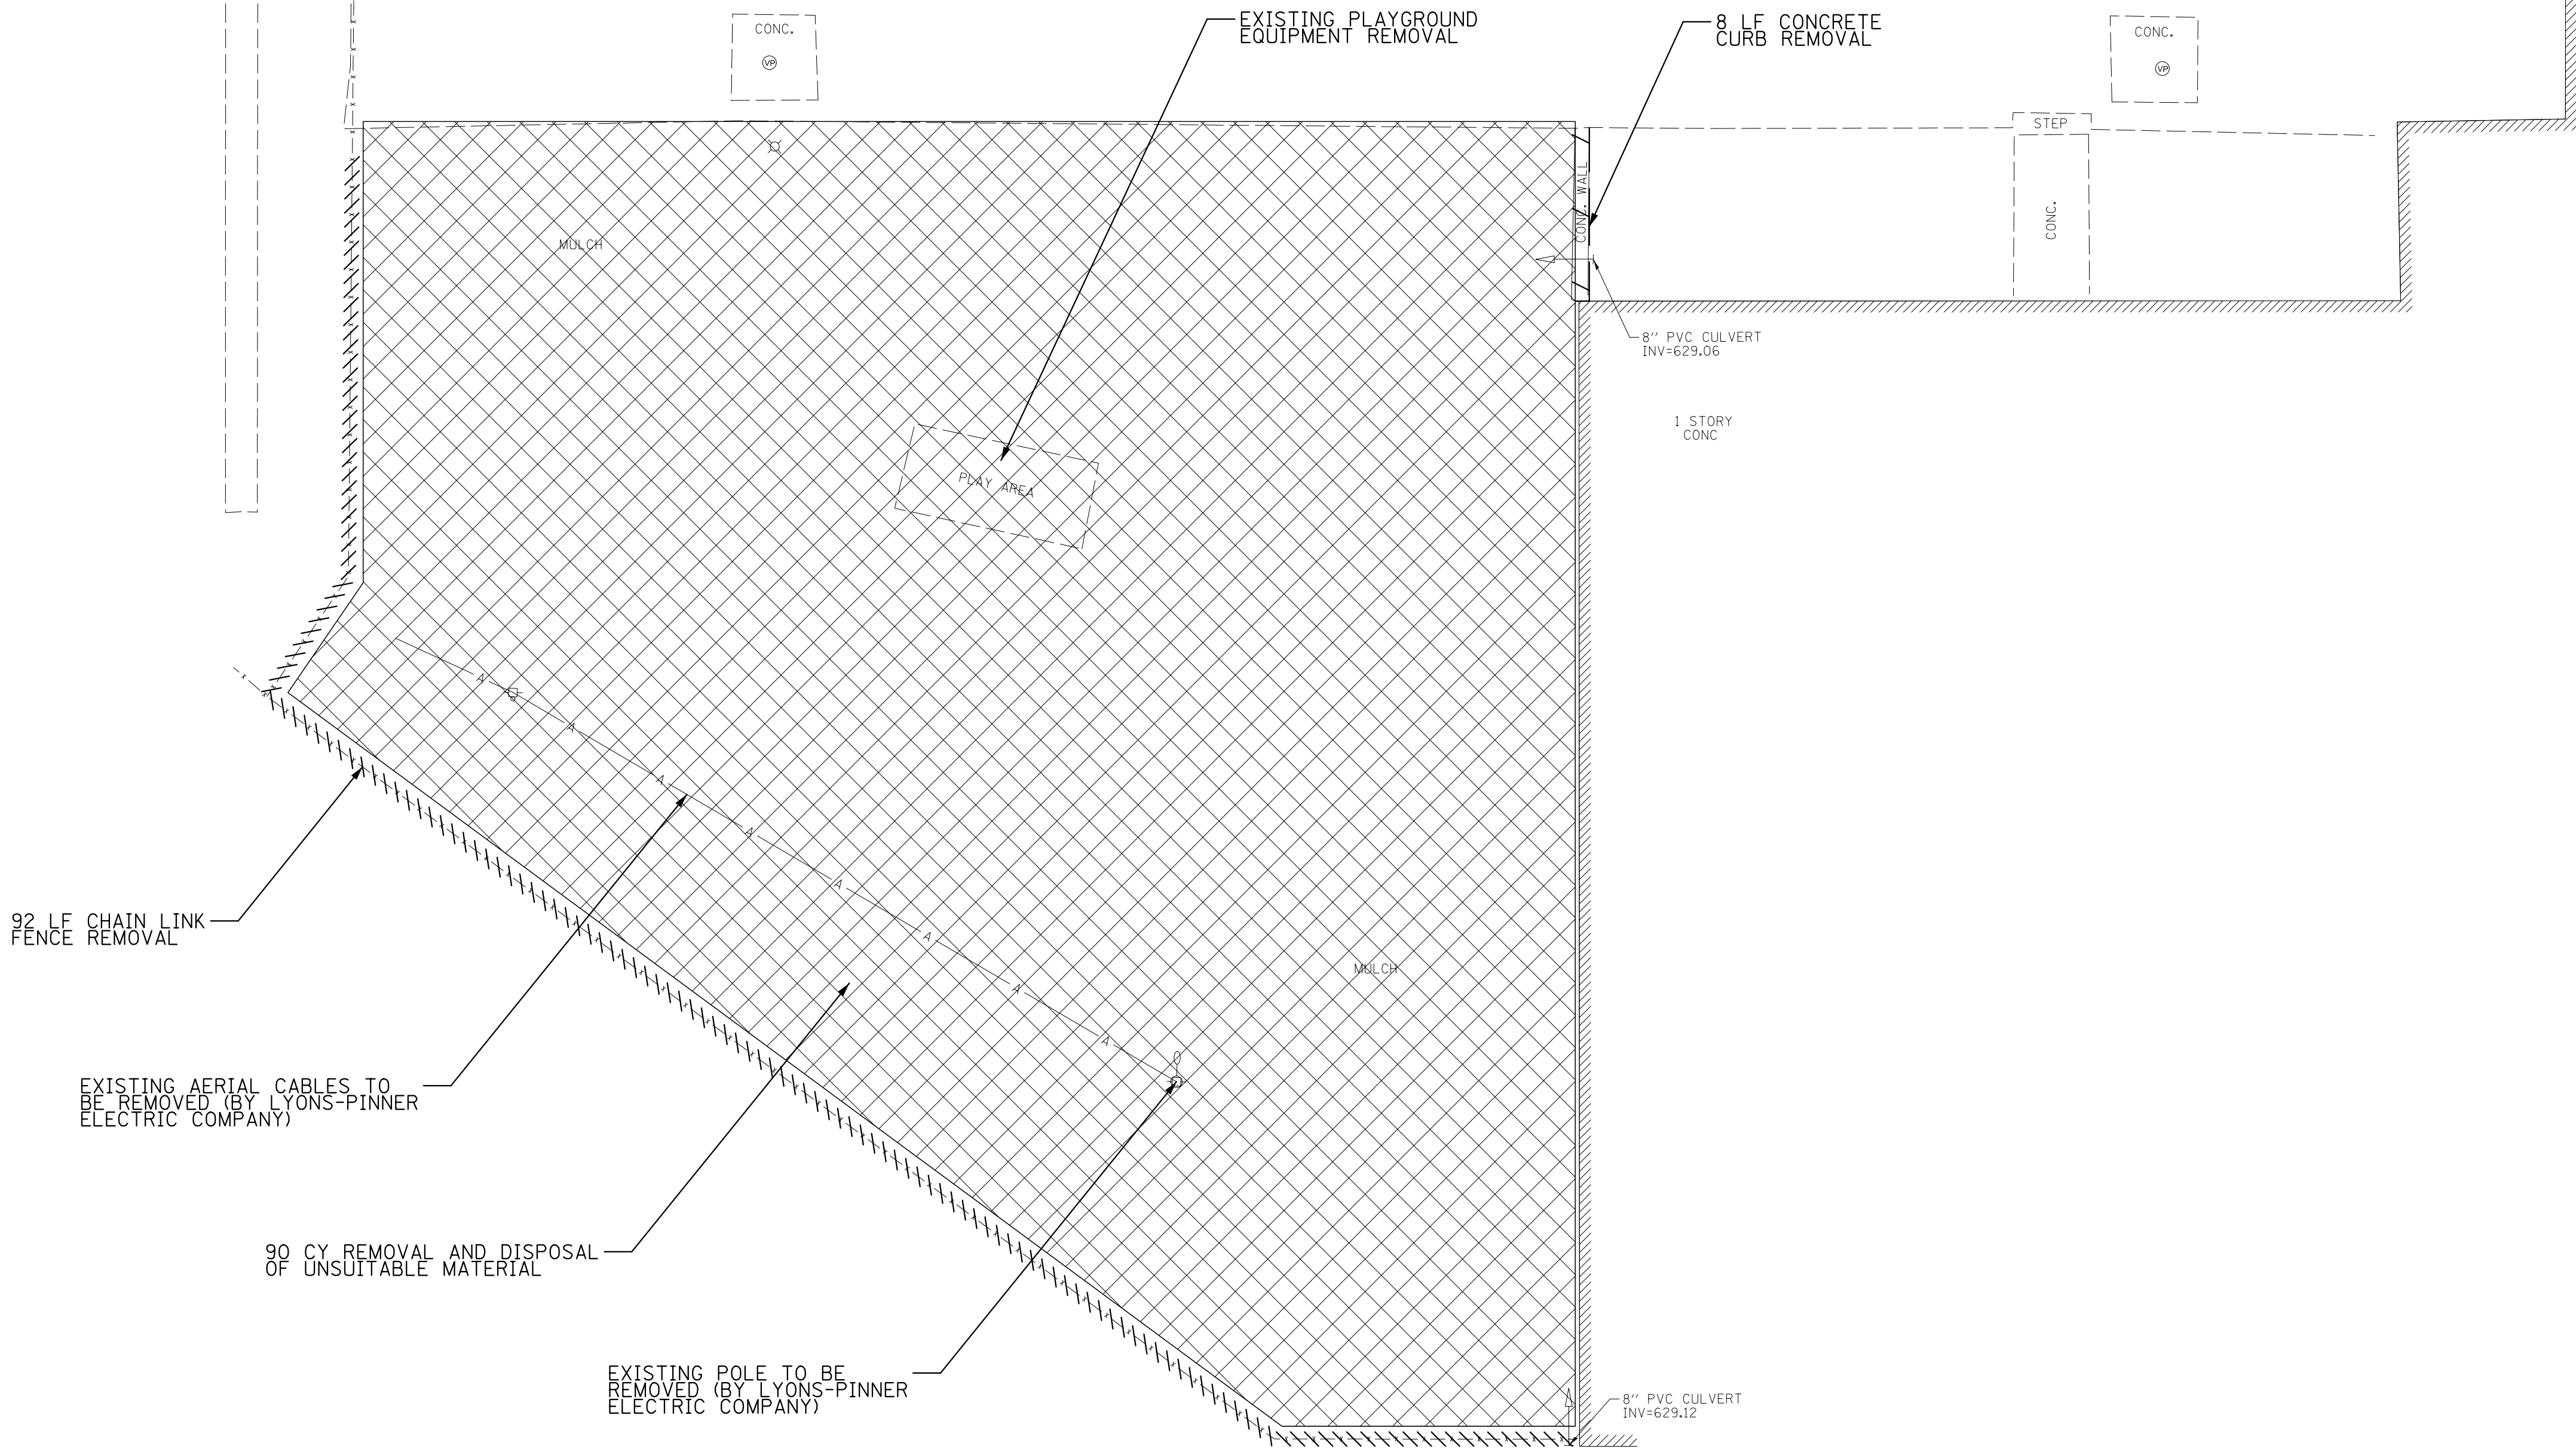 EXISTING PLAYGROUND
EQUIPMENT REMOVAL
8 LF CONCRETE
CURB REMOVAL
CONC.
VP
CONC.
VP
STEP
CONC. WALL
CONC.
MULCH
8" PVC CULVERT
INV=629.06
1 STORY
CONC
PLAY AREA
A
A
A
A
A
A
A
A
92 LF CHAIN LINK
FENCE REMOVAL
MULCH
EXISTING AERIAL CABLES TO
BE REMOVED (BY LYONS-PINNER
ELECTRIC COMPANY)
90 CY REMOVAL AND DISPOSAL
OF UNSUITABLE MATERIAL
EXISTING POLE TO BE
REMOVED (BY LYONS-PINNER
ELECTRIC COMPANY)
8" PVC CULVERT
INV=629.12